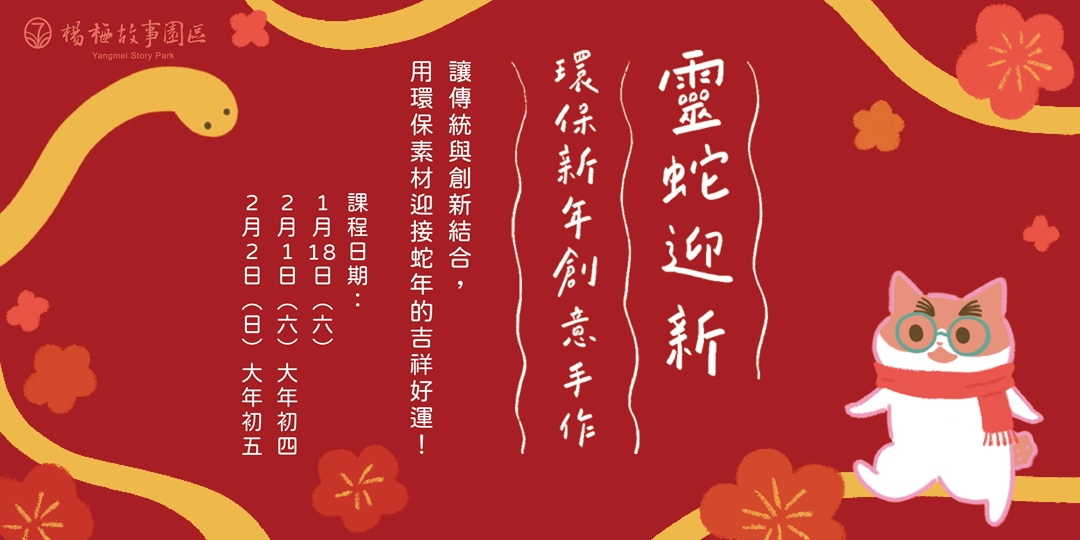 楊梅故事園區
Yangmei Story Park
靈蛇迎新
環保新年創意手作
讓傳統與創新結合，
用環保素材迎接蛇年的吉祥好運！
課程日期：
1月18日（六）
2月1日（六）大年初四
2月2日（日）大年初五